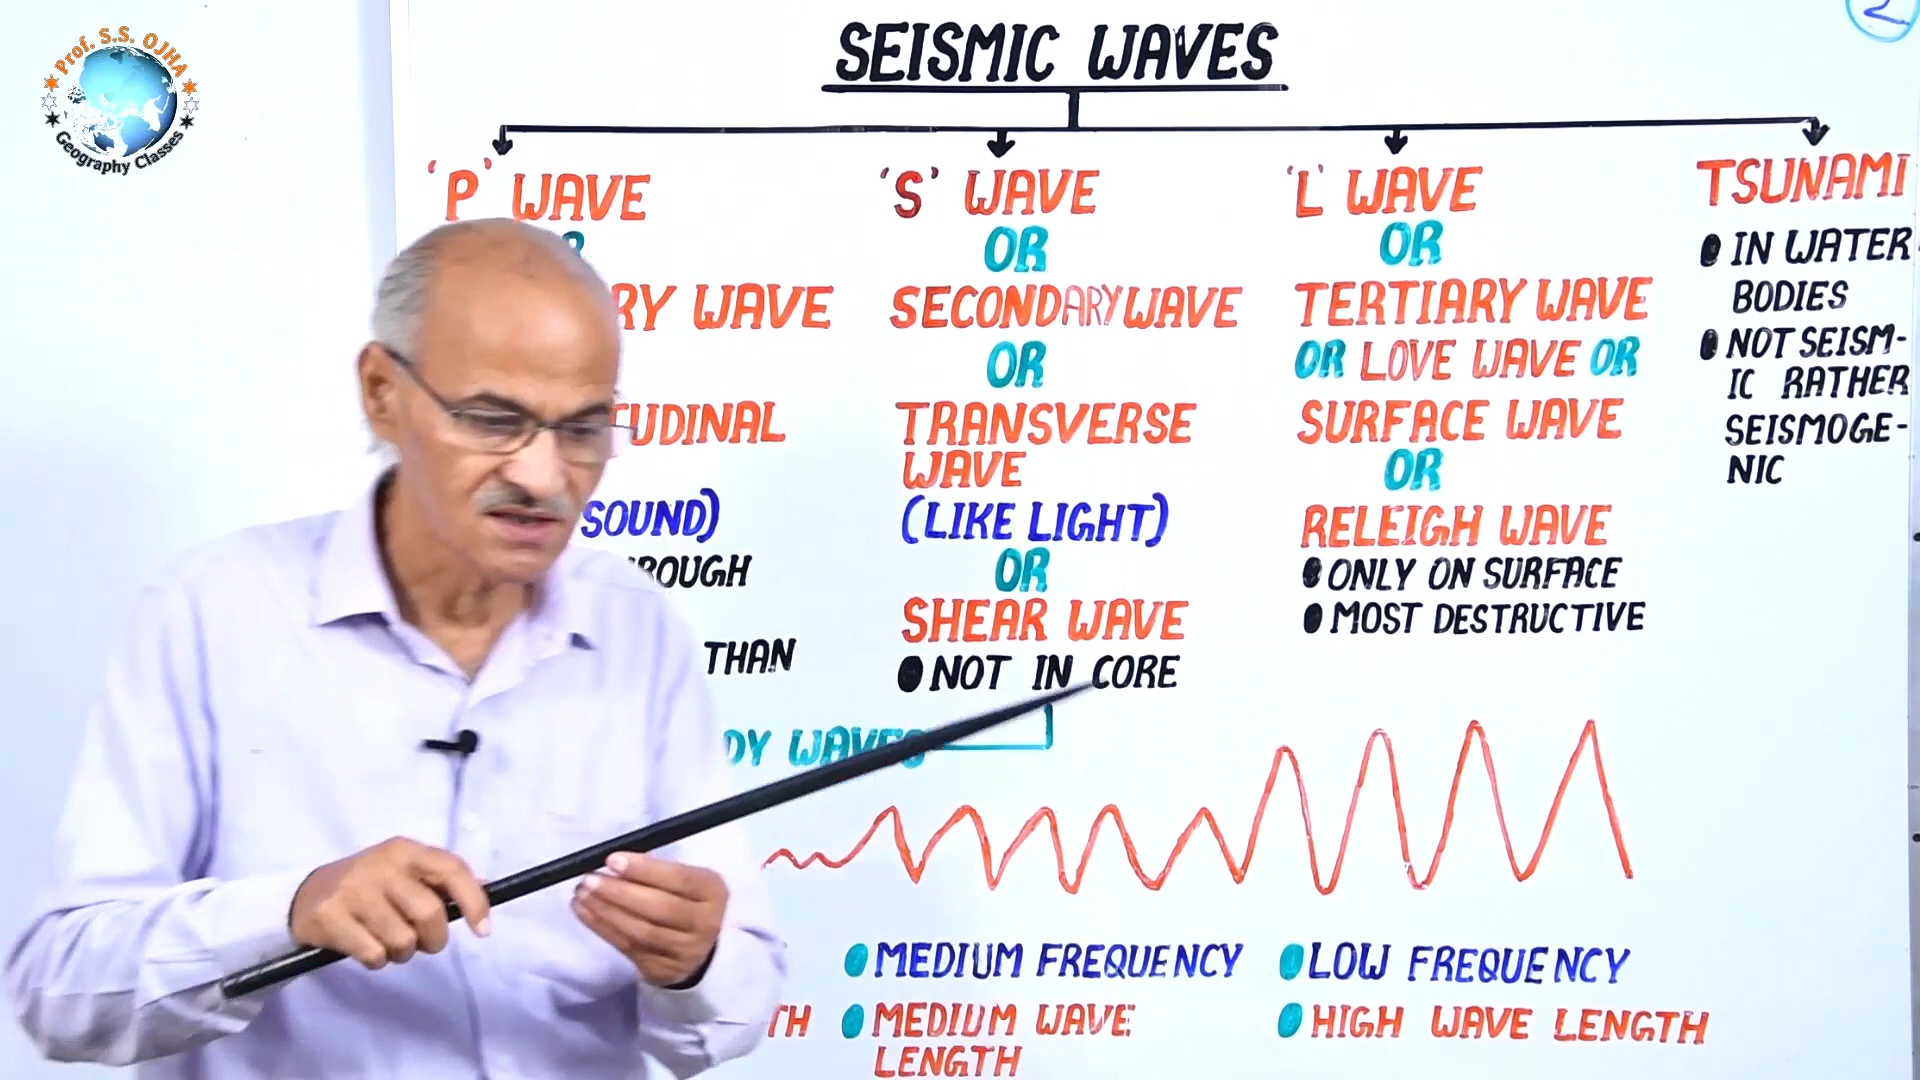 Prof. S.S. OJHA
Geography Classes
2
SEISMIC WAVES
'P' WAVE
WAVE
SOUND)
THAN
WAVES
'S' WAVE
OR
SECONDARY WAVE
OR
TRANSVERSE
WAVE
(LIKE LIGHT)
OR
SHEAR WAVE
NOT IN CORE
'L' WAVE
OR
TERTIARY WAVE
OR LOVE WAVE OR
SURFACE WAVE
OR
RELEIGH WAVE
ONLY ON SURFACE
MOST DESTRUCTIVE
TSUNAMI
IN WATER
BODIES
NOT SEISM-
IC RATHER
SEISMOGE-
NIC
MEDIUM FREQUENCY
MEDIUM WAVE
LENGTH
LOW FREQUENCY
HIGH WAVE LENGTH